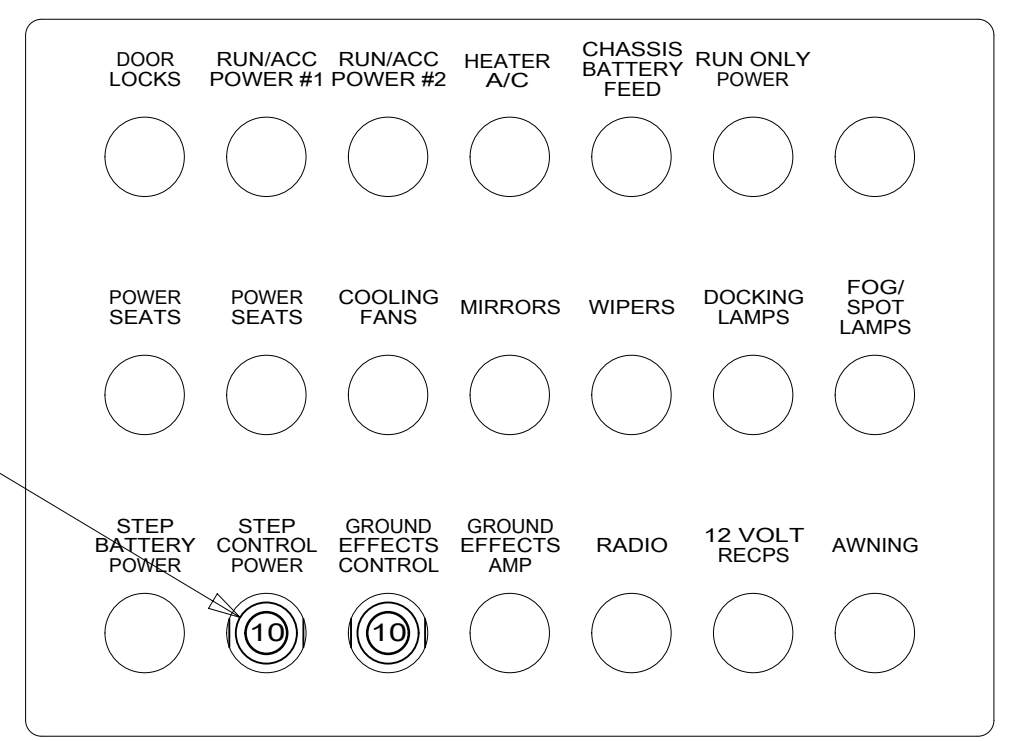 DOOR
LOCKS
RUN/ACC
POWER #1
RUN/ACC
POWER #2
HEATER
A/C
CHASSIS
BATTERY
FEED
RUN ONLY
POWER
POWER
SEATS
POWER
SEATS
COOLING
FANS
MIRRORS
WIPERS
DOCKING
LAMPS
FOG/
SPOT
LAMPS
STEP
BATTERY
POWER
STEP
CONTROL
POWER
GROUND
EFFECTS
CONTROL
GROUND
EFFECTS
AMP
RADIO
12 VOLT
RECPS
AWNING
10
10